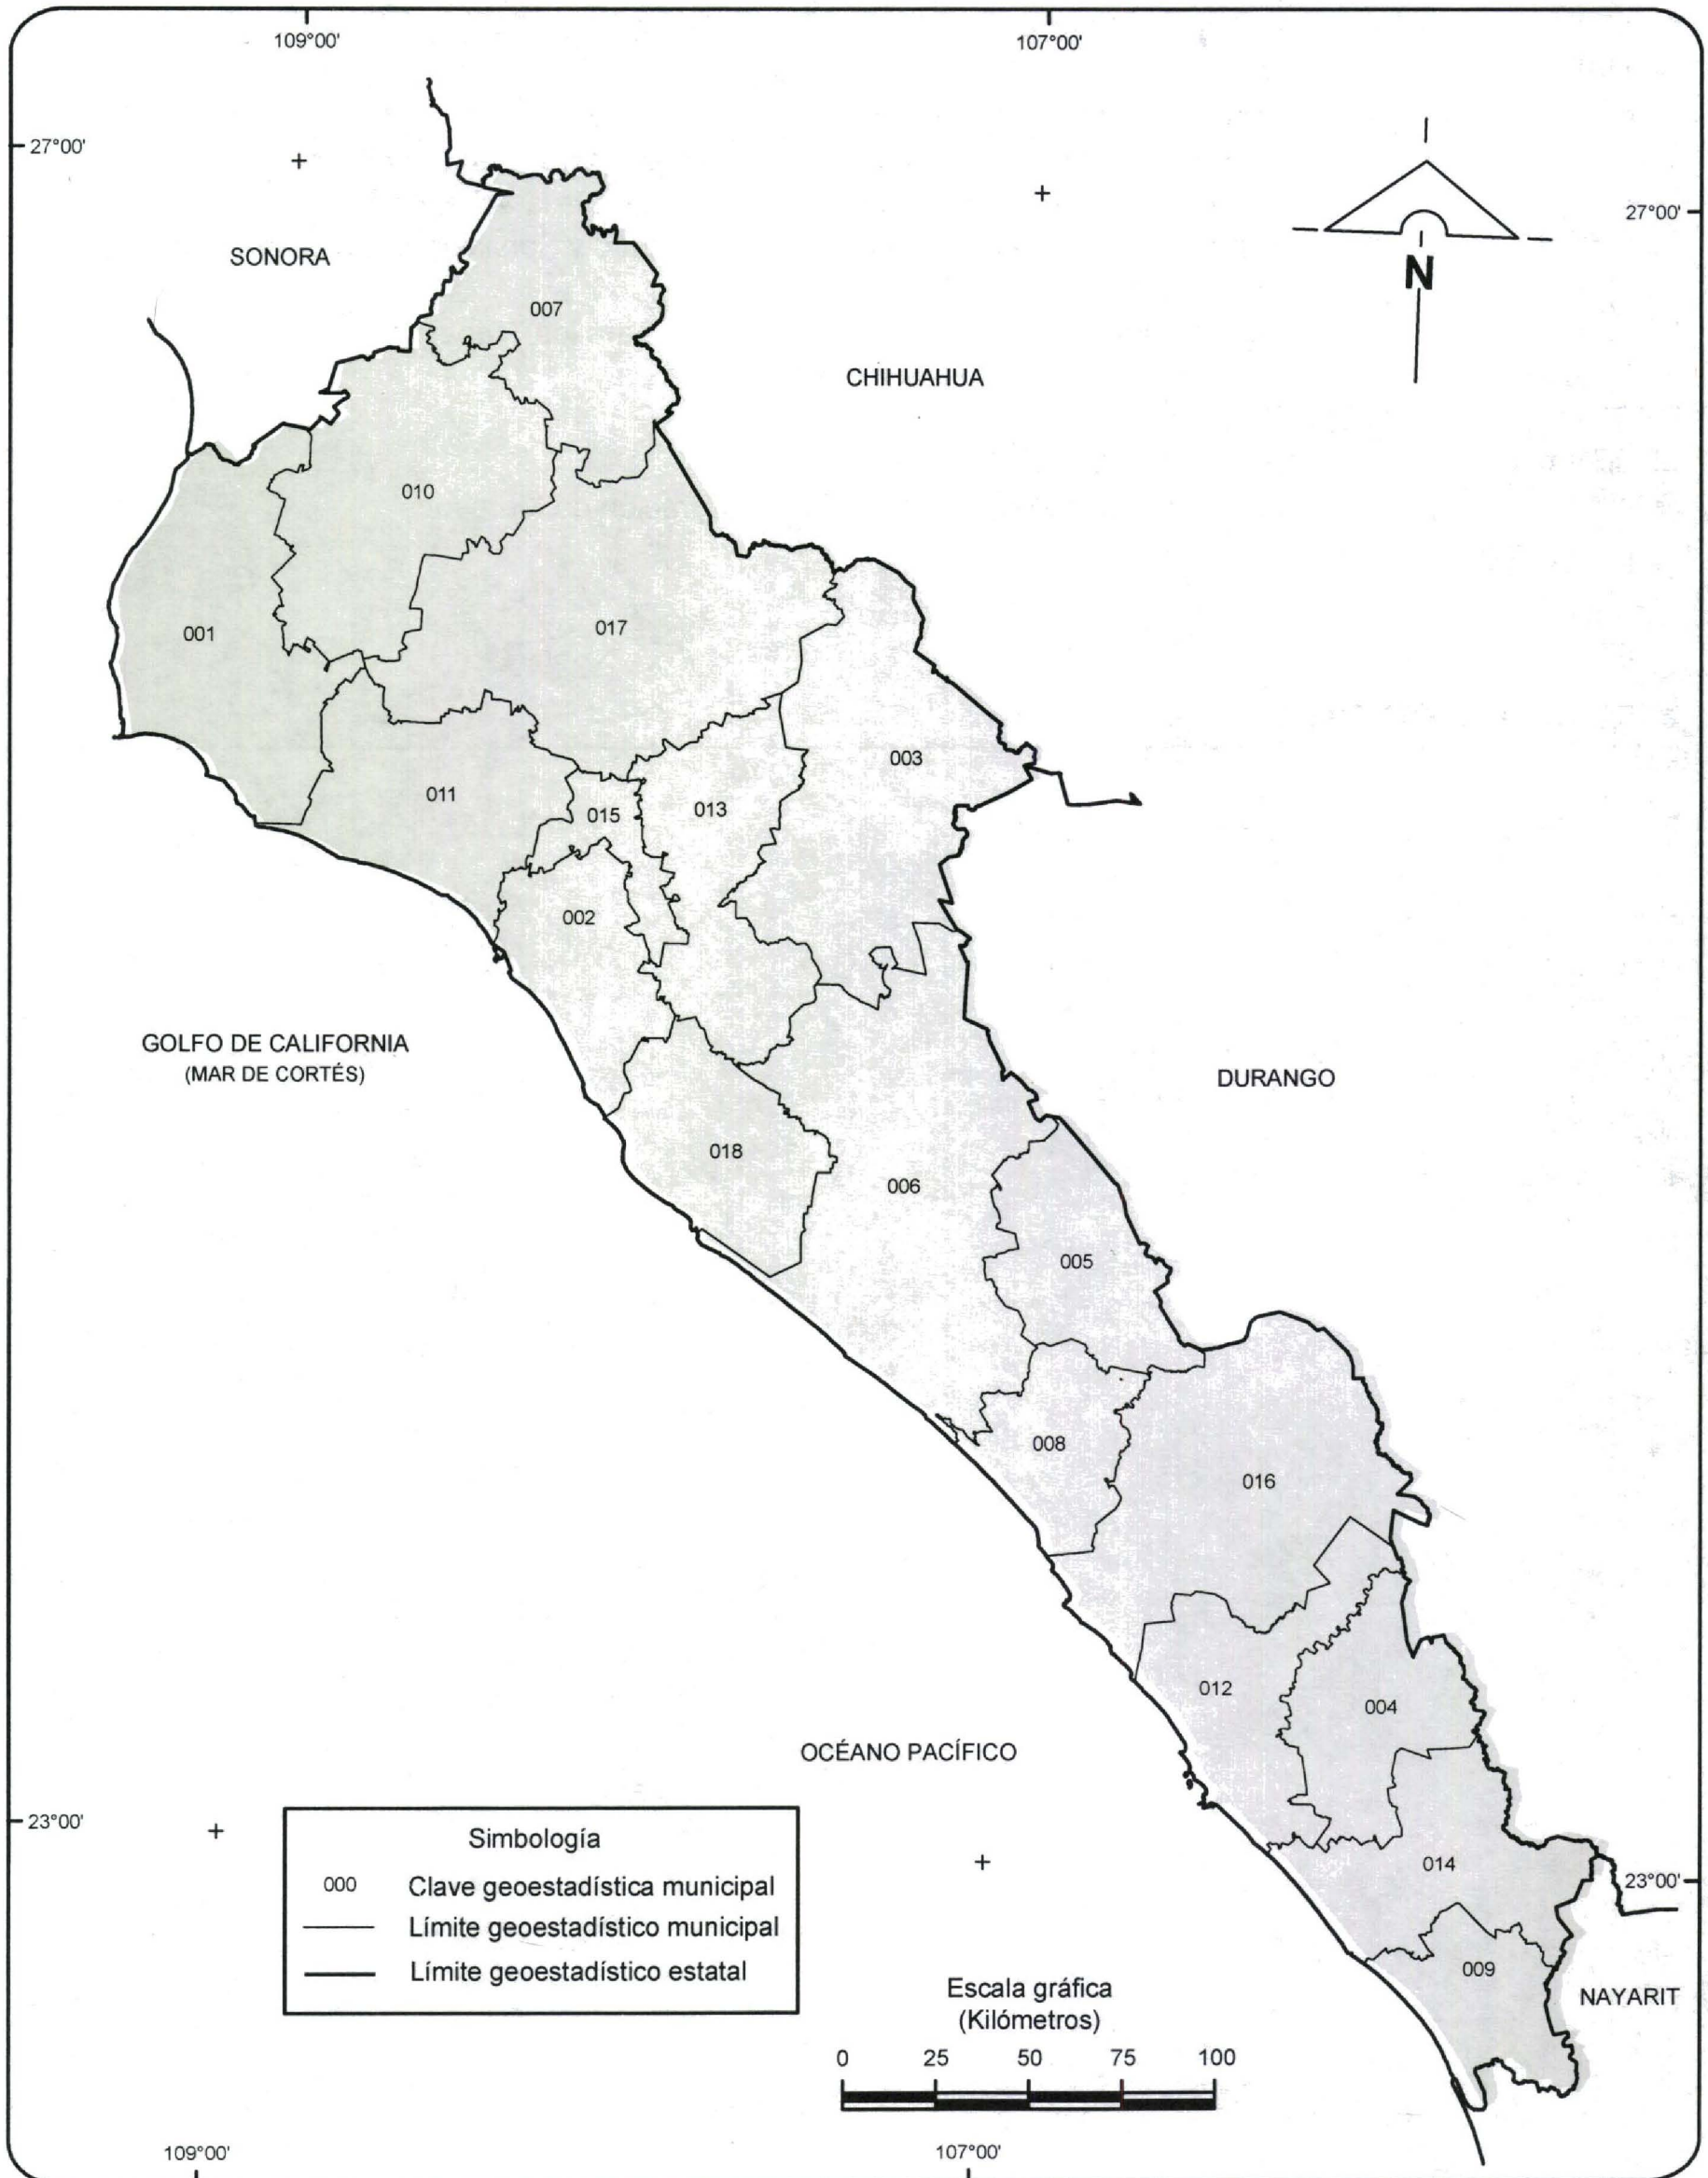 109°00'
107°00'
27°00'
27°00'
SONORA
N
007
CHIHUAHUA
010
001
017
003
011
015
013
002
GOLFO DE CALIFORNIA
(MAR DE CORTÉS)
DURANGO
018
006
005
008
016
012
004
OCÉANO PACÍFICO
23°00'
Simbología
000 Clave geoestadística municipal
Límite geoestadístico municipal
Límite geoestadístico estatal
014
23°00'
009
NAYARIT
Escala gráfica
(Kilómetros)
0 25 50 75 100
109°00'
107°00'